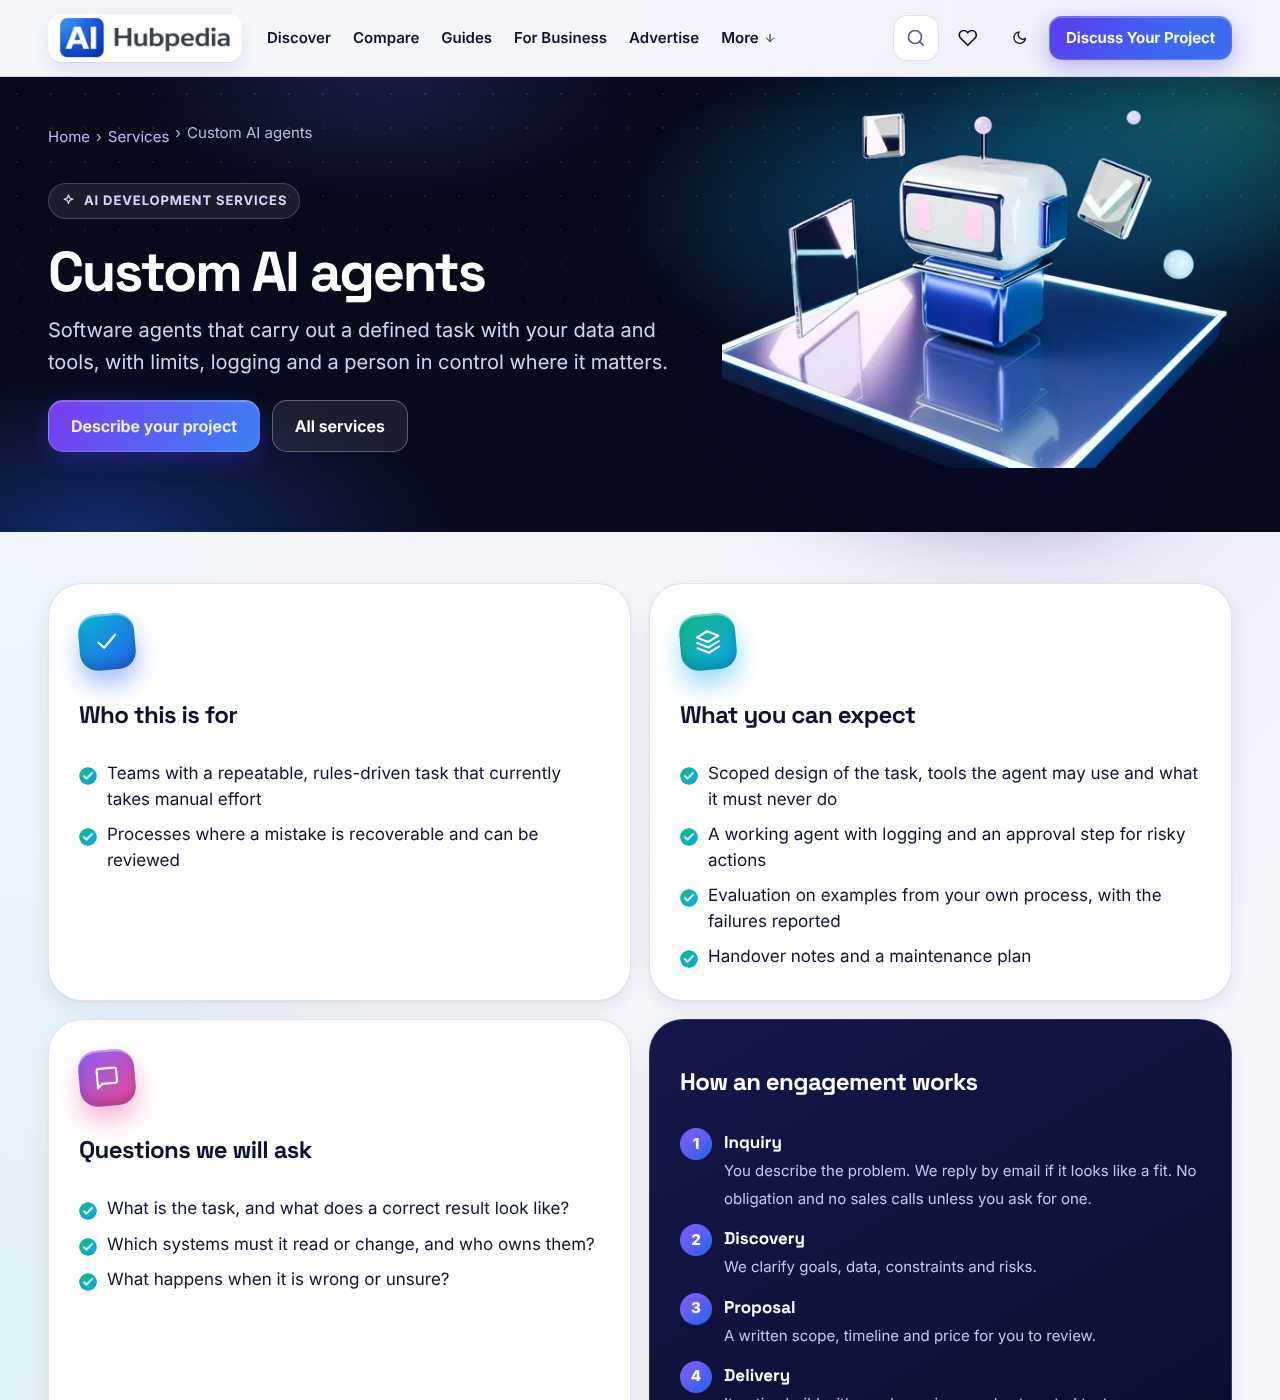 AI Hubpedia
Discover
Compare
Guides
For Business
Advertise
More
Discuss Your Project
Home › Services › Custom AI agents
AI DEVELOPMENT SERVICES
Custom AI agents
Software agents that carry out a defined task with your data and
tools, with limits, logging and a person in control where it matters.
Describe your project
All services
Who this is for
Teams with a repeatable, rules-driven task that currently
takes manual effort
Processes where a mistake is recoverable and can be
reviewed
What you can expect
Scoped design of the task, tools the agent may use and what
it must never do
A working agent with logging and an approval step for risky
actions
Evaluation on examples from your own process, with the
failures reported
Handover notes and a maintenance plan
Questions we will ask
What is the task, and what does a correct result look like?
Which systems must it read or change, and who owns them?
What happens when it is wrong or unsure?
How an engagement works
1 Inquiry
You describe the problem. We reply by email if it looks like a fit. No
obligation and no sales calls unless you ask for one.
2 Discovery
We clarify goals, data, constraints and risks.
3 Proposal
A written scope, timeline and price for you to review.
4 Delivery